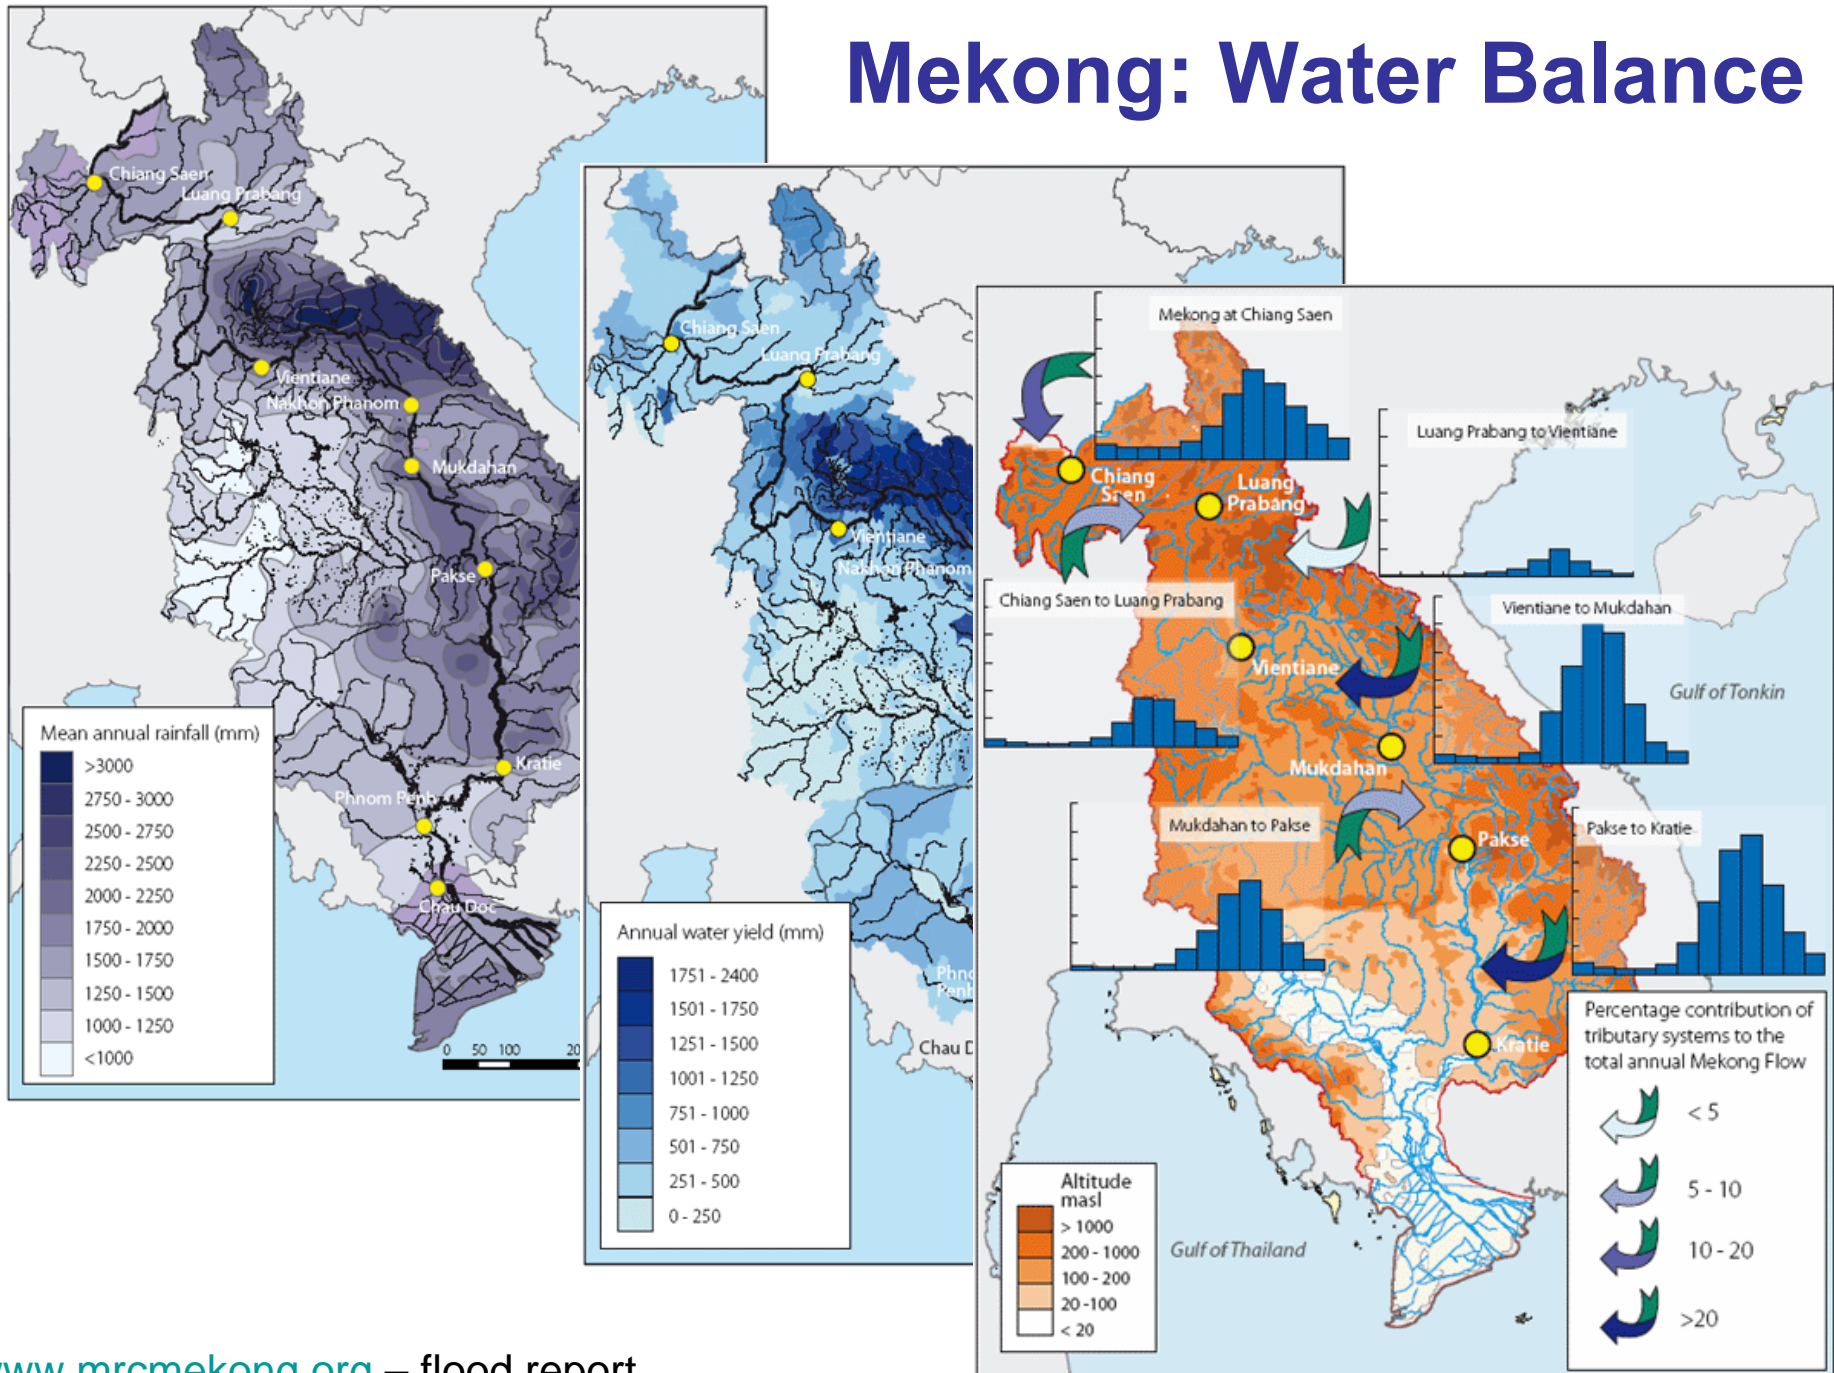 Mekong: Water Balance
Chiang Saen
Luang Prabang
Vientiane
Nakhon Phanom
Mukdahan
Pakse
Kratie
Phnom Penh
Chau Doc
Mean annual rainfall (mm)
>3000
2750 - 3000
2500 - 2750
2250 - 2500
2000 - 2250
1750 - 2000
1500 - 1750
1250 - 1500
1000 - 1250
<1000
0 50 100 20
Chiang Saen
Luang Prabang
Vientiane
Nakhon Phanom
Phno
Penh
Chau D
Annual water yield (mm)
1751 - 2400
1501 - 1750
1251 - 1500
1001 - 1250
751 - 1000
501 - 750
251 - 500
0 - 250
Mekong at Chiang Saen
Luang Prabang to Vientiane
Chiang
Saen
Luang
Prabang
Chiang Saen to Luang Prabang
Vientiane to Mukdahan
Vientiane
Gulf of Tonkin
Mukdahan
Mukdahan to Pakse
Pakse
Pakse to Kratie
Kratie
Percentage contribution of
tributary systems to the
total annual Mekong Flow
< 5
5 - 10
10 - 20
>20
Altitude
masl
> 1000
200 - 1000
100 - 200
20 -100
< 20
Gulf of Thailand
www.mrcmekong.org – flood report